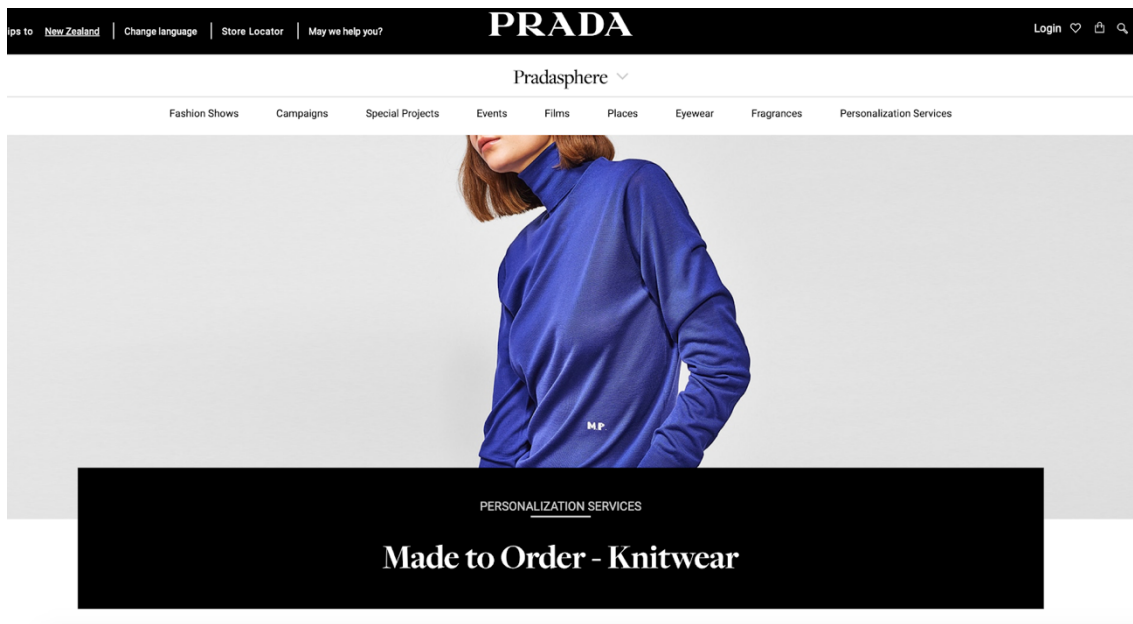 ips to New Zealand Change language Store Locator May we help you? PRADA Login
Pradasphere
Fashion Shows Campaigns Special Projects Events Films Places Eyewear Fragrances Personalization Services
M.P.
PERSONALIZATION SERVICES
Made to Order - Knitwear